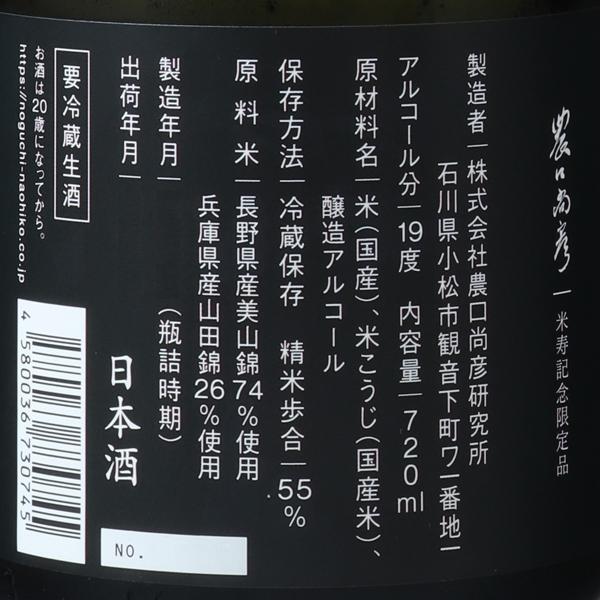 農口尚彦｜米寿記念限定品
製造者｜株式会社農口尚彦研究所
石川県小松市観音下町ワ1番地1
アルコール分｜19度 内容量｜720ml
原材料名｜米(国産)、米こうじ(国産米)、
醸造アルコール
保存方法｜冷蔵保存 精米歩合｜55%
原料米｜長野県産美山錦74%使用
兵庫県産山田錦26%使用
製造年月｜ (瓶詰時期)
出荷年月｜
日本酒
要冷蔵生酒
お酒は20歳になってから。
https://noguchi-naohiko.co.jp
4 580036 730745
NO.